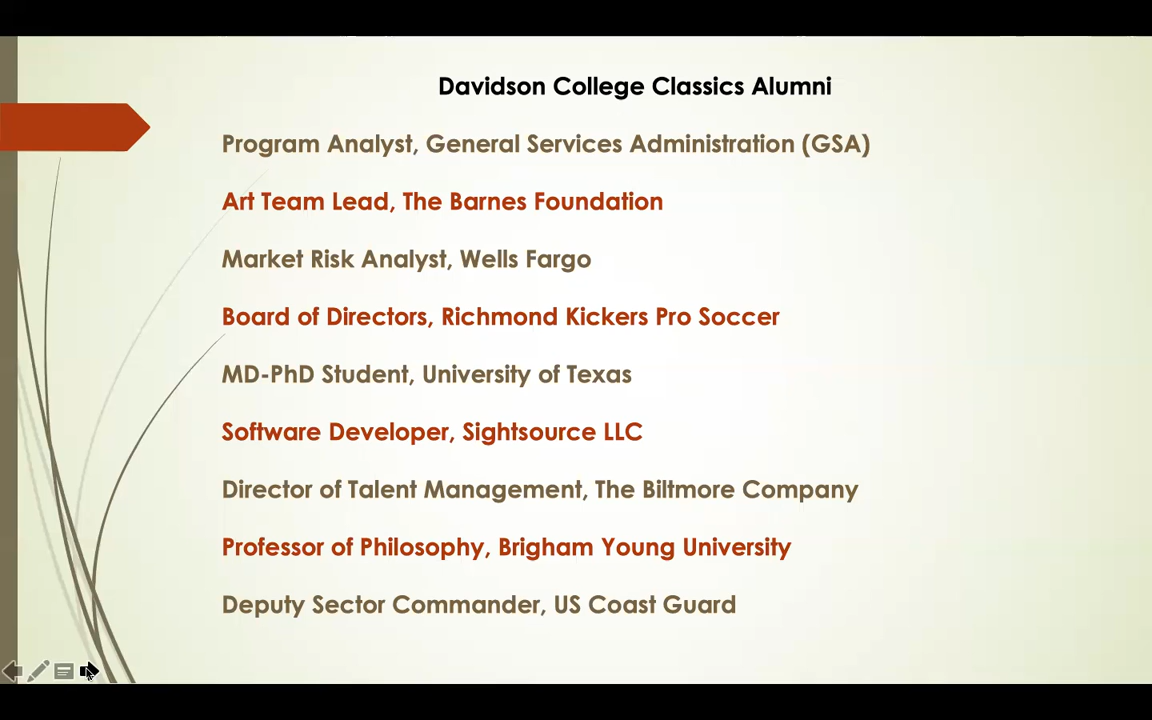 Davidson College Classics Alumni
Program Analyst, General Services Administration (GSA)
Art Team Lead, The Barnes Foundation
Market Risk Analyst, Wells Fargo
Board of Directors, Richmond Kickers Pro Soccer
MD-PhD Student, University of Texas
Software Developer, Sightsource LLC
Director of Talent Management, The Biltmore Company
Professor of Philosophy, Brigham Young University
Deputy Sector Commander, US Coast Guard